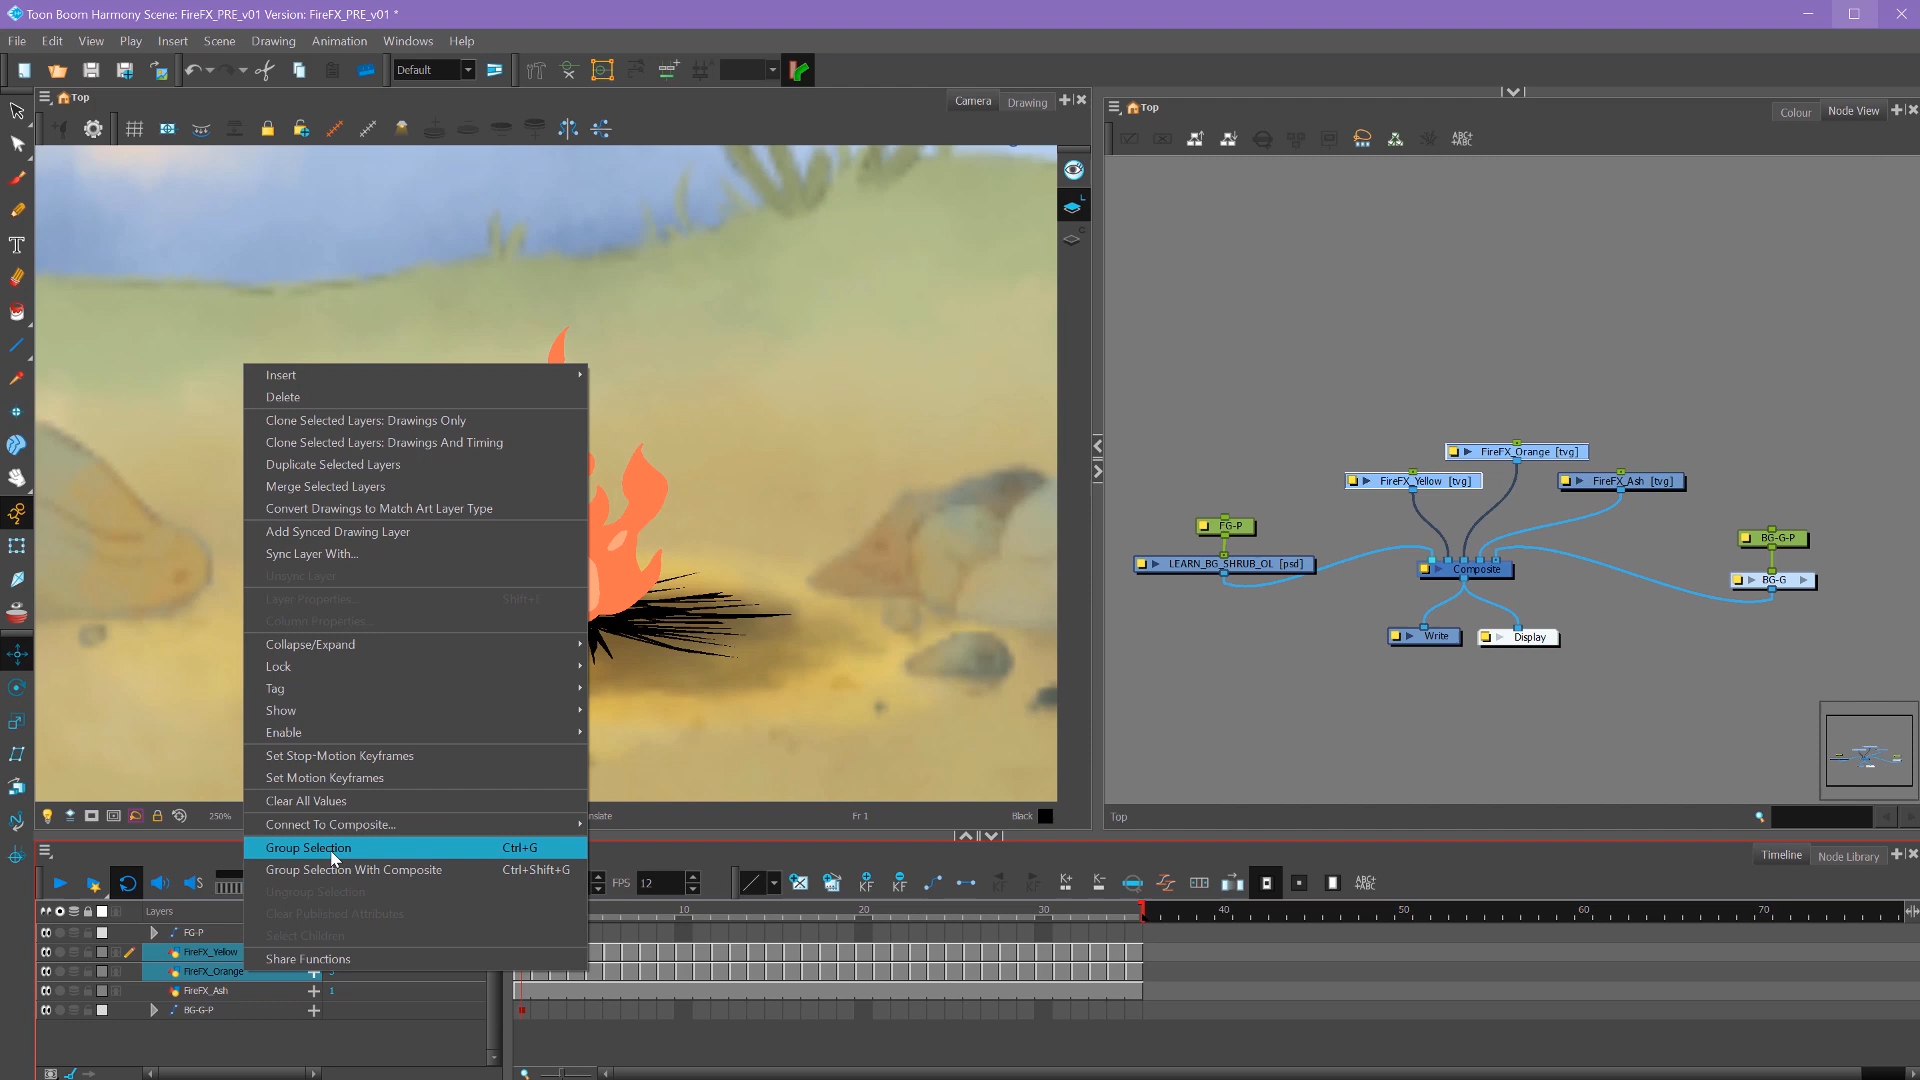 Toon Boom Harmony Scene: FireFX_PRE_v01 Version: FireFX_PRE_v01 *
File Edit View Play Insert Scene Drawing Animation Windows Help
Default
Top
Camera Drawing
Top
Colour Node View
ABC+
Insert
Delete
Clone Selected Layers: Drawings Only
Clone Selected Layers: Drawings And Timing
Duplicate Selected Layers
Merge Selected Layers
Convert Drawings to Match Art Layer Type
Add Synced Drawing Layer
Sync Layer With...
Unsync Layer
Layer Properties... Shift+L
Column Properties...
Collapse/Expand
Lock
Tag
Show
Enable
Set Stop-Motion Keyframes
Set Motion Keyframes
Clear All Values
Connect To Composite...
Group Selection Ctrl+G
Group Selection With Composite Ctrl+Shift+G
Ungroup Selection
Clear Published Attributes
Select Children
Share Functions
FireFX_Orange [tvg]
FireFX_Yellow [tvg]
FireFX_Ash [tvg]
FG-P
LEARN_BG_SHRUB_OL [psd]
Composite
BG-G-P
BG-G
Write
Display
250%
Fr 1
Black
Top
Timeline Node Library
FPS 12
KF KF
K+ K-
ABC+
Layers
10 20 30 40 50 60 70
FG-P
FireFX_Yellow
FireFX_Orange
FireFX_Ash 1
BG-G-P